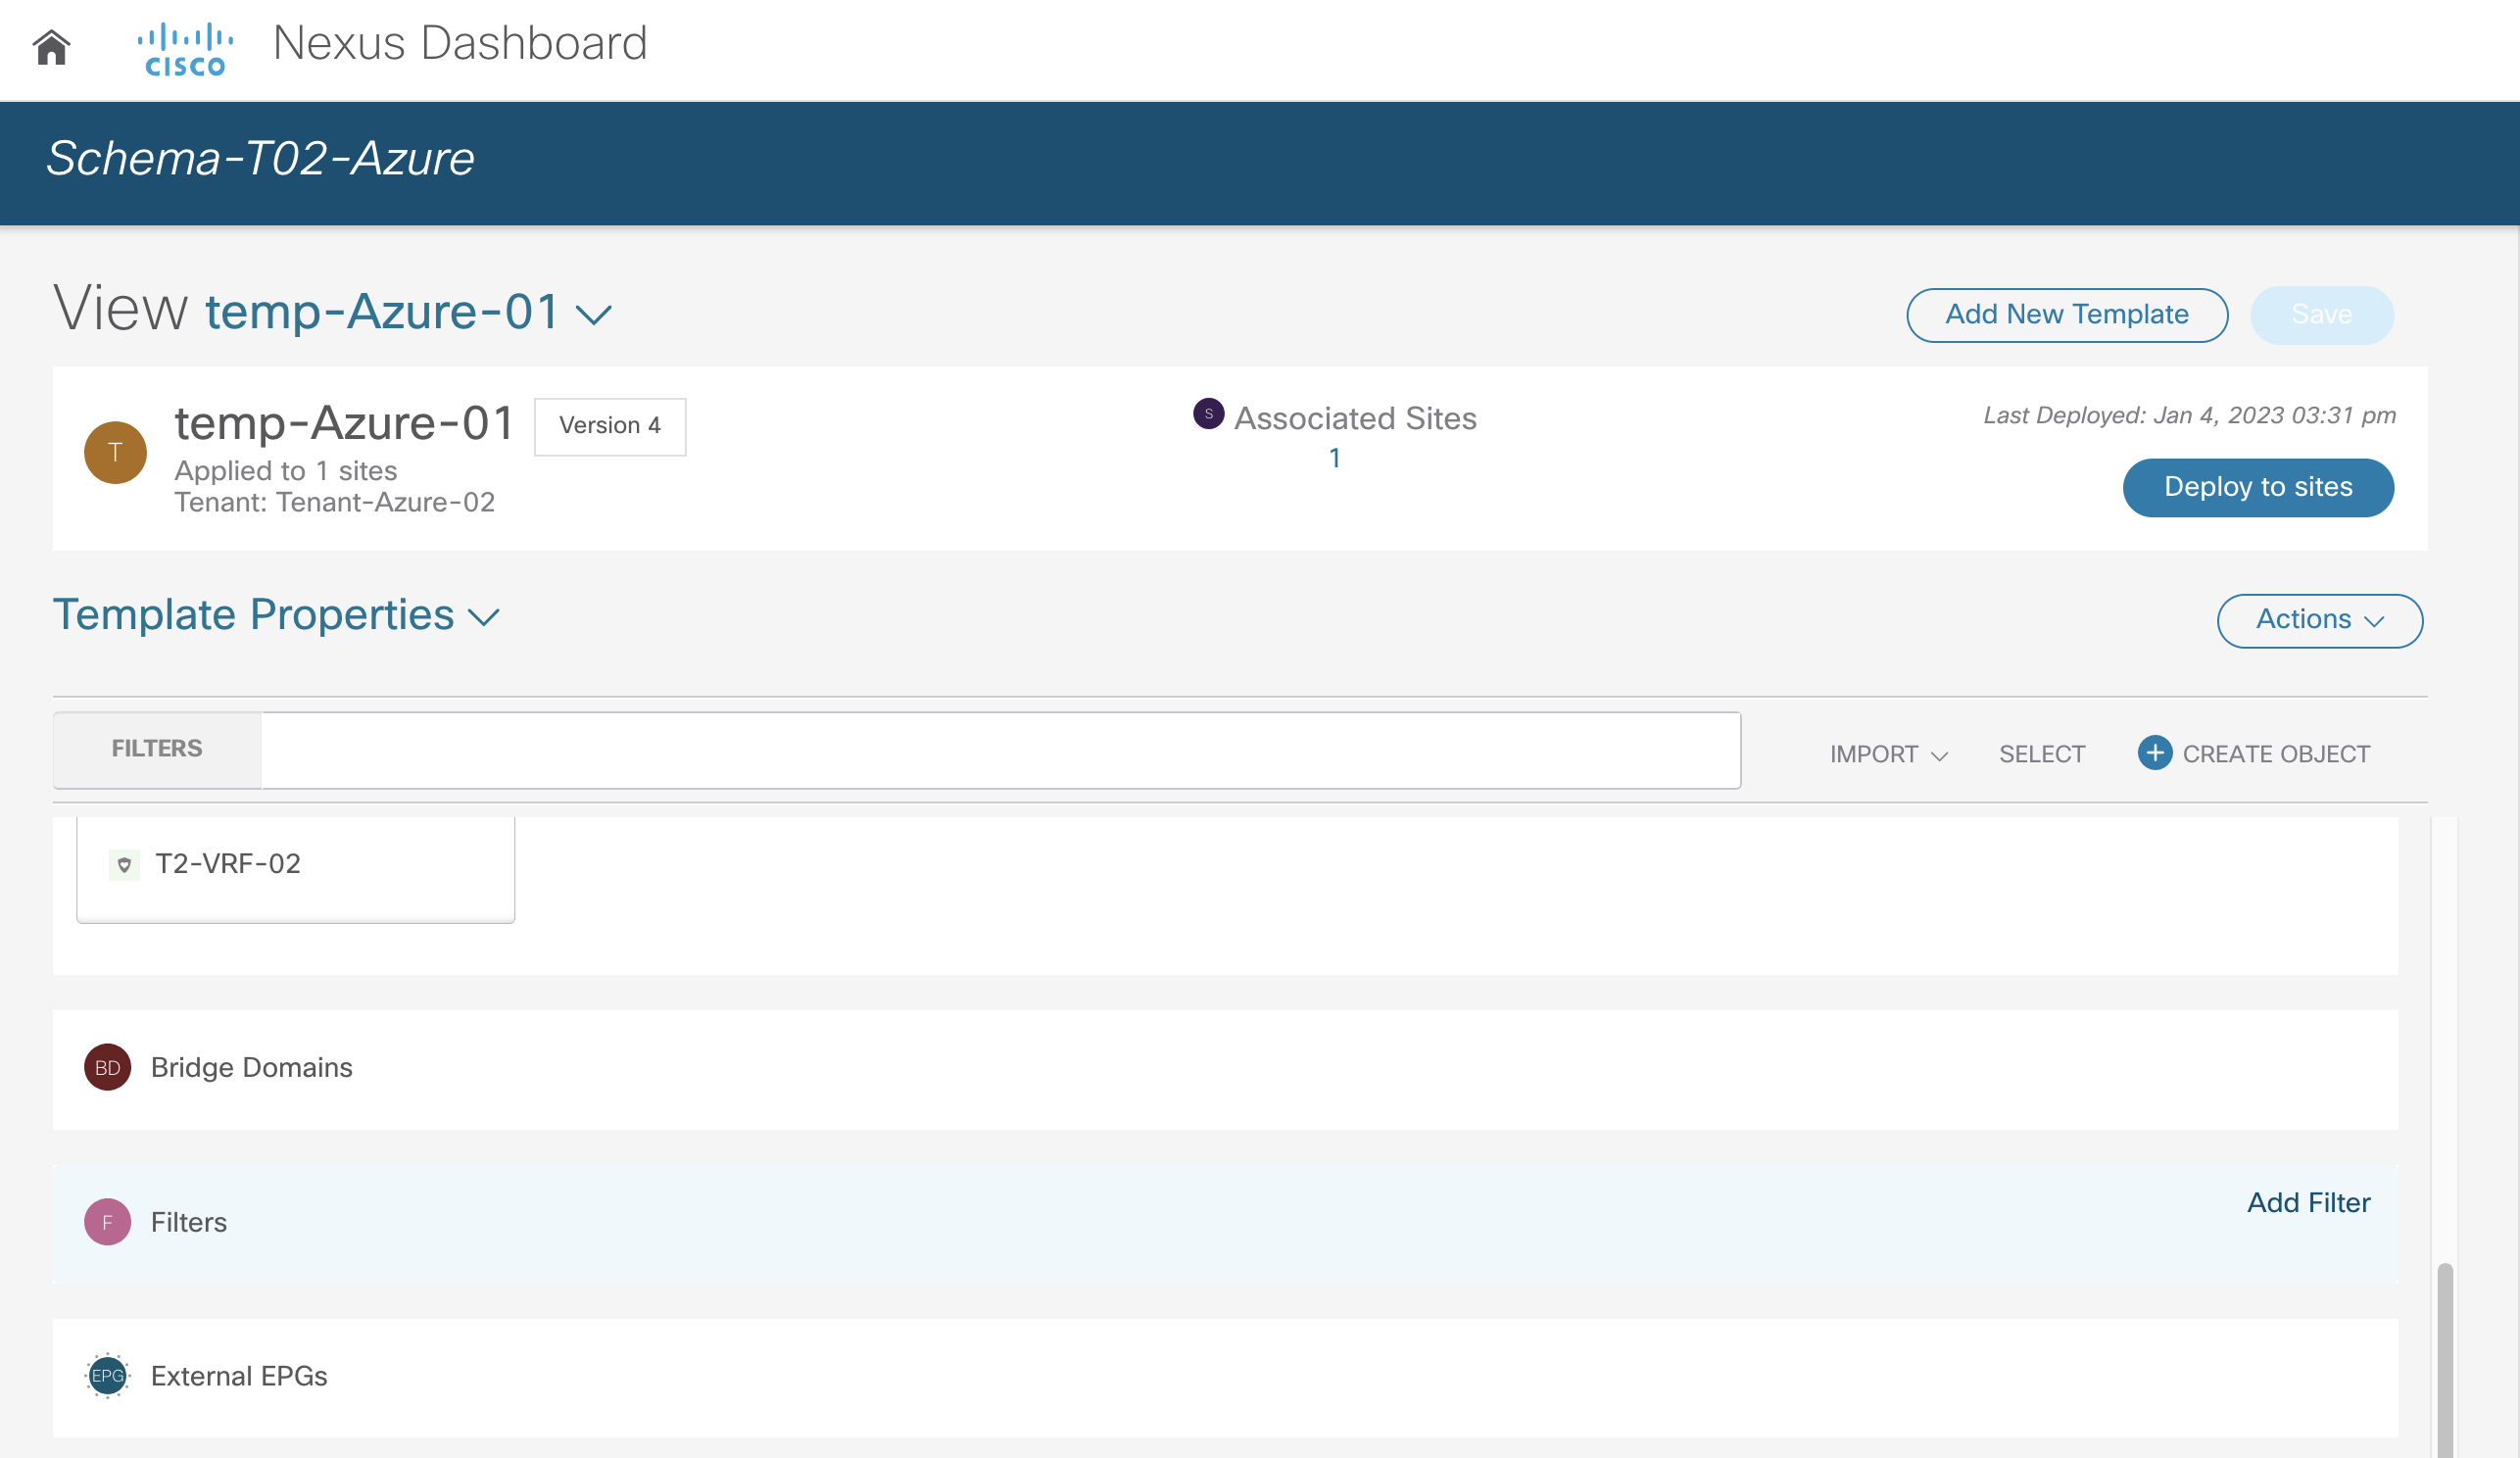 cisco
Nexus Dashboard
Schema-T02-Azure
View temp-Azure-01
Add New Template
Save
T
temp-Azure-01
Version 4
Applied to 1 sites
Tenant: Tenant-Azure-02
S
Associated Sites
1
Last Deployed: Jan 4, 2023 03:31 pm
Deploy to sites
Template Properties
Actions
FILTERS
IMPORT
SELECT
CREATE OBJECT
T2-VRF-02
BD Bridge Domains
F Filters
Add Filter
EPG External EPGs